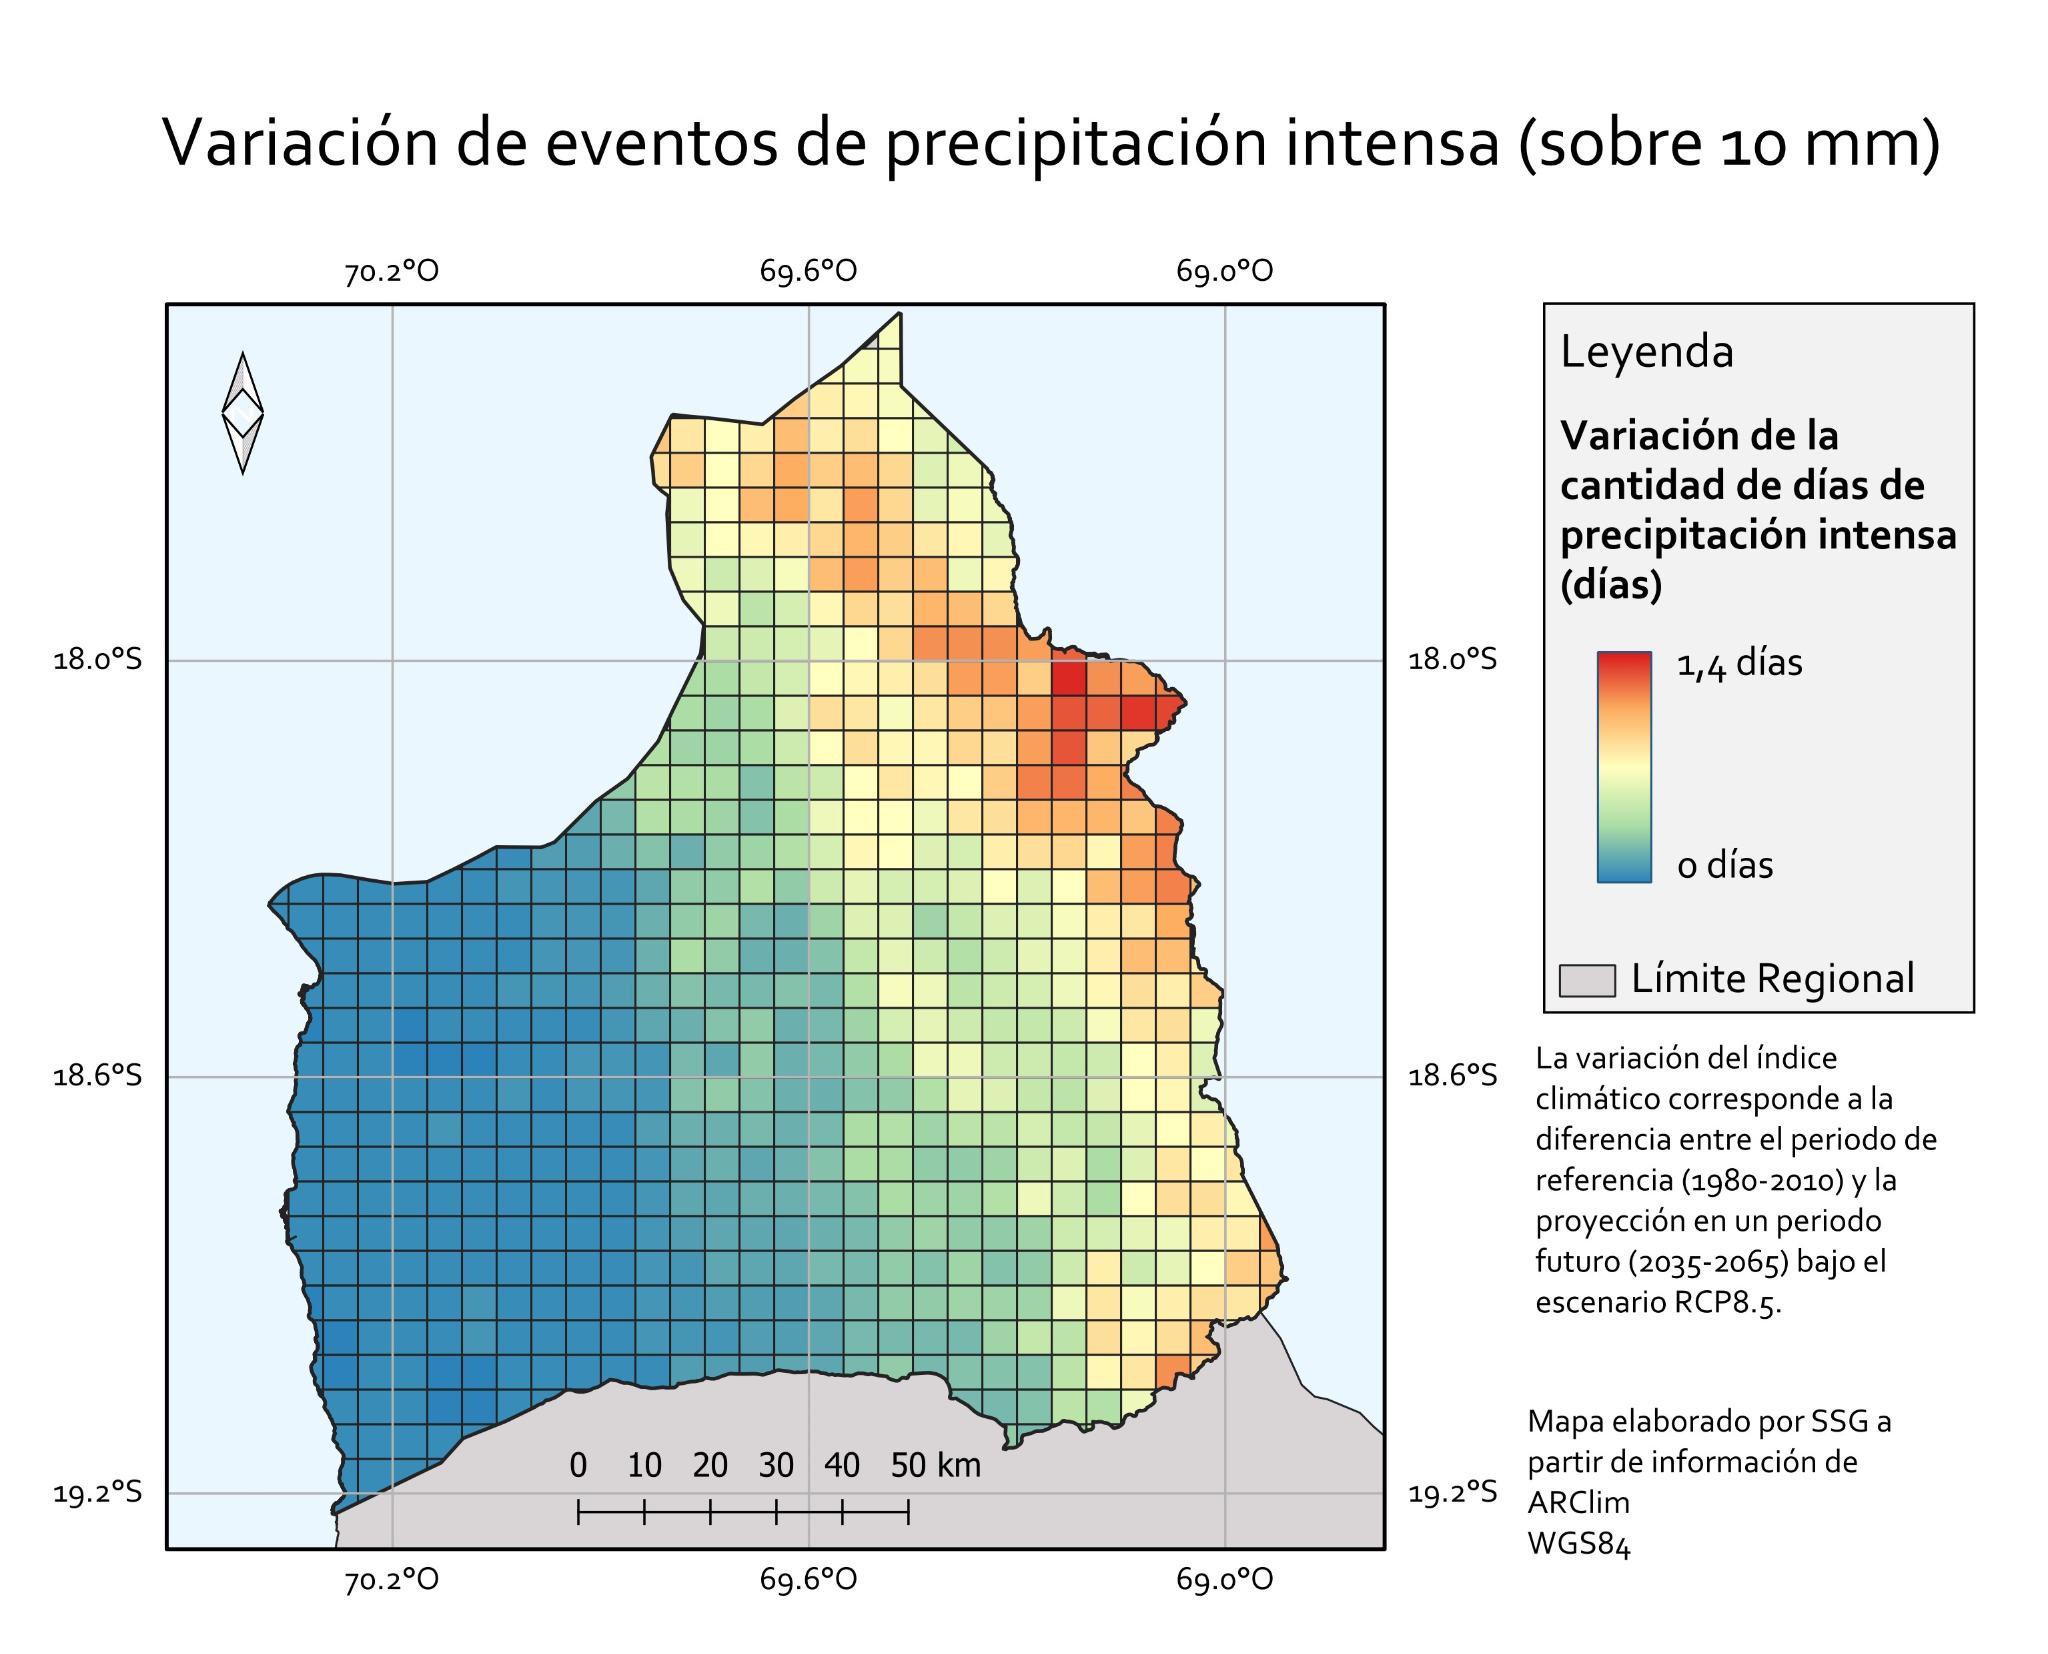 Variación de eventos de precipitación intensa (sobre 10 mm)
70.2°O 69.6°O 69.0°O
18.0°S 18.0°S
18.6°S 18.6°S
19.2°S 19.2°S
0 10 20 30 40 50 km
70.2°O 69.6°O 69.0°O
Leyenda
Variación de la
cantidad de días de
precipitación intensa
(días)
1,4 días
0 días
Límite Regional
La variación del índice
climático corresponde a la
diferencia entre el periodo de
referencia (1980-2010) y la
proyección en un periodo
futuro (2035-2065) bajo el
escenario RCP8.5.
Mapa elaborado por SSG a
partir de información de
ARClim
WGS84